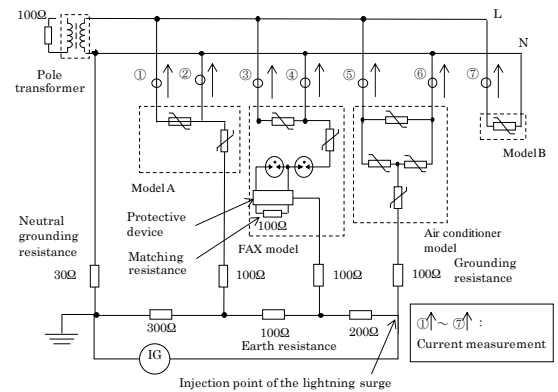 100Ω
L
N
Pole
transformer
①
②
③
④
⑤
⑥
⑦
Model A
Model B
Protective
device
Matching
resistance
100Ω
FAX model
Air conditioner
model
Neutral
grounding
resistance
30Ω
100Ω
100Ω
100Ω
Grounding
resistance
300Ω
100Ω
200Ω
Earth resistance
IG
①~⑦:
Current measurement
Injection point of the lightning surge